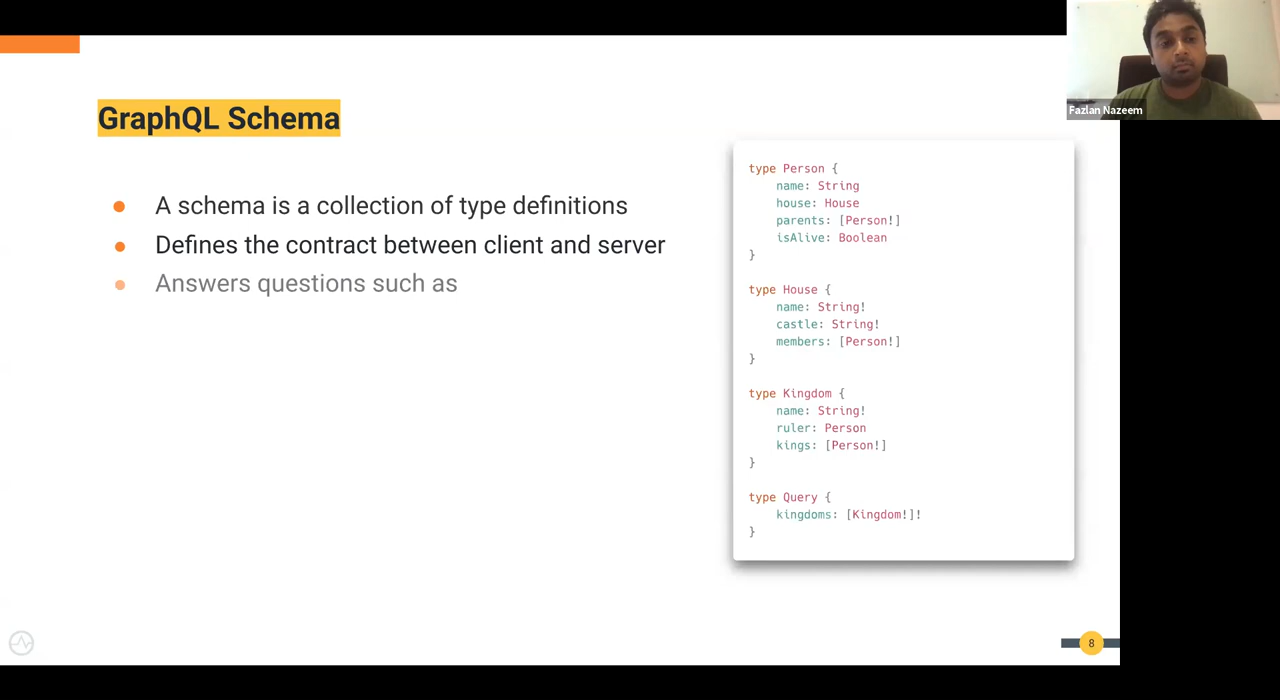 GraphQL Schema
A schema is a collection of type definitions
Defines the contract between client and server
Answers questions such as
type Person {
name: String
house: House
parents: [Person!]
isAlive: Boolean
}
type House {
name: String!
castle: String!
members: [Person!]
}
type Kingdom {
name: String!
ruler: Person
kings: [Person!]
}
type Query {
kingdoms: [Kingdom!]!
}
Fazlan Nazeem
8